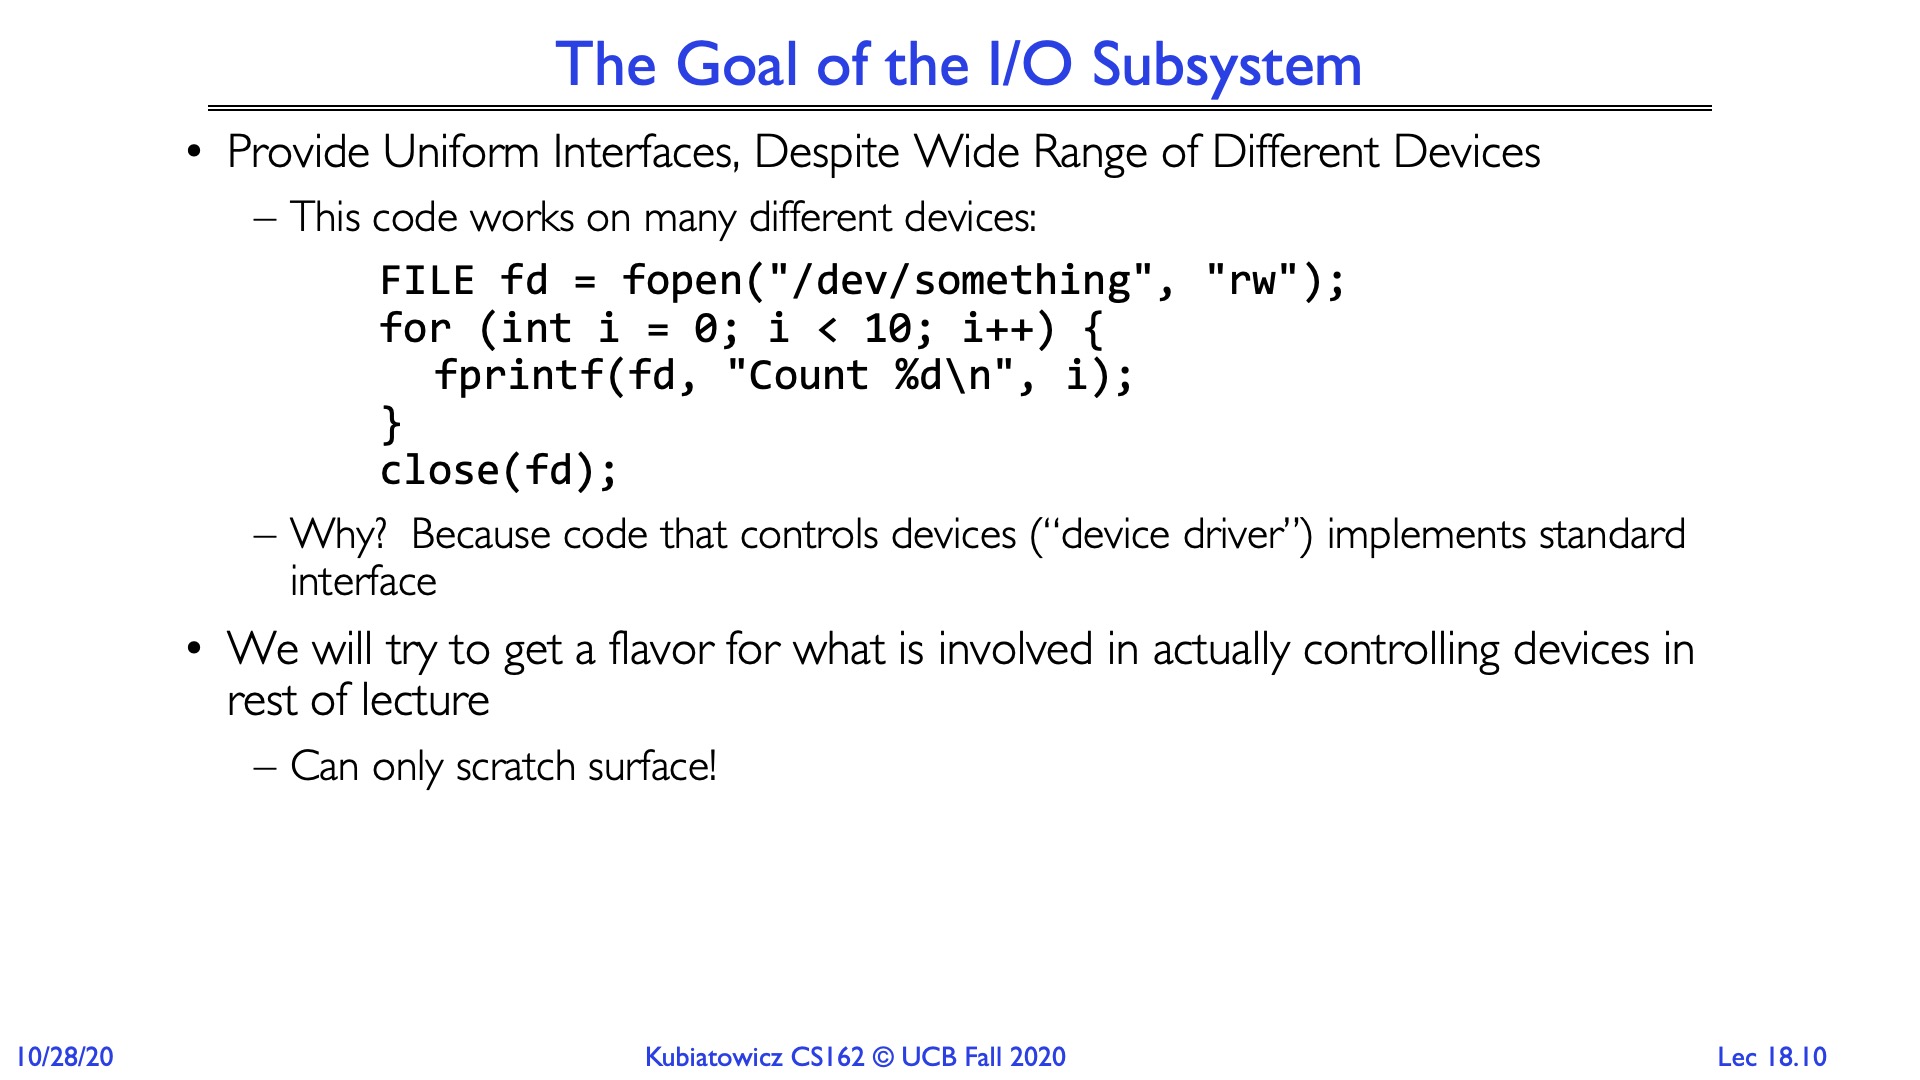 The Goal of the I/O Subsystem
• Provide Uniform Interfaces, Despite Wide Range of Different Devices
– This code works on many different devices:
FILE fd = fopen("/dev/something", "rw");
for (int i = 0; i < 10; i++) {
fprintf(fd, "Count %d\n", i);
}
close(fd);
– Why? Because code that controls devices (“device driver”) implements standard
interface
• We will try to get a flavor for what is involved in actually controlling devices in
rest of lecture
– Can only scratch surface!
10/28/20
Kubiatowicz CS162 © UCB Fall 2020
Lec 18.10